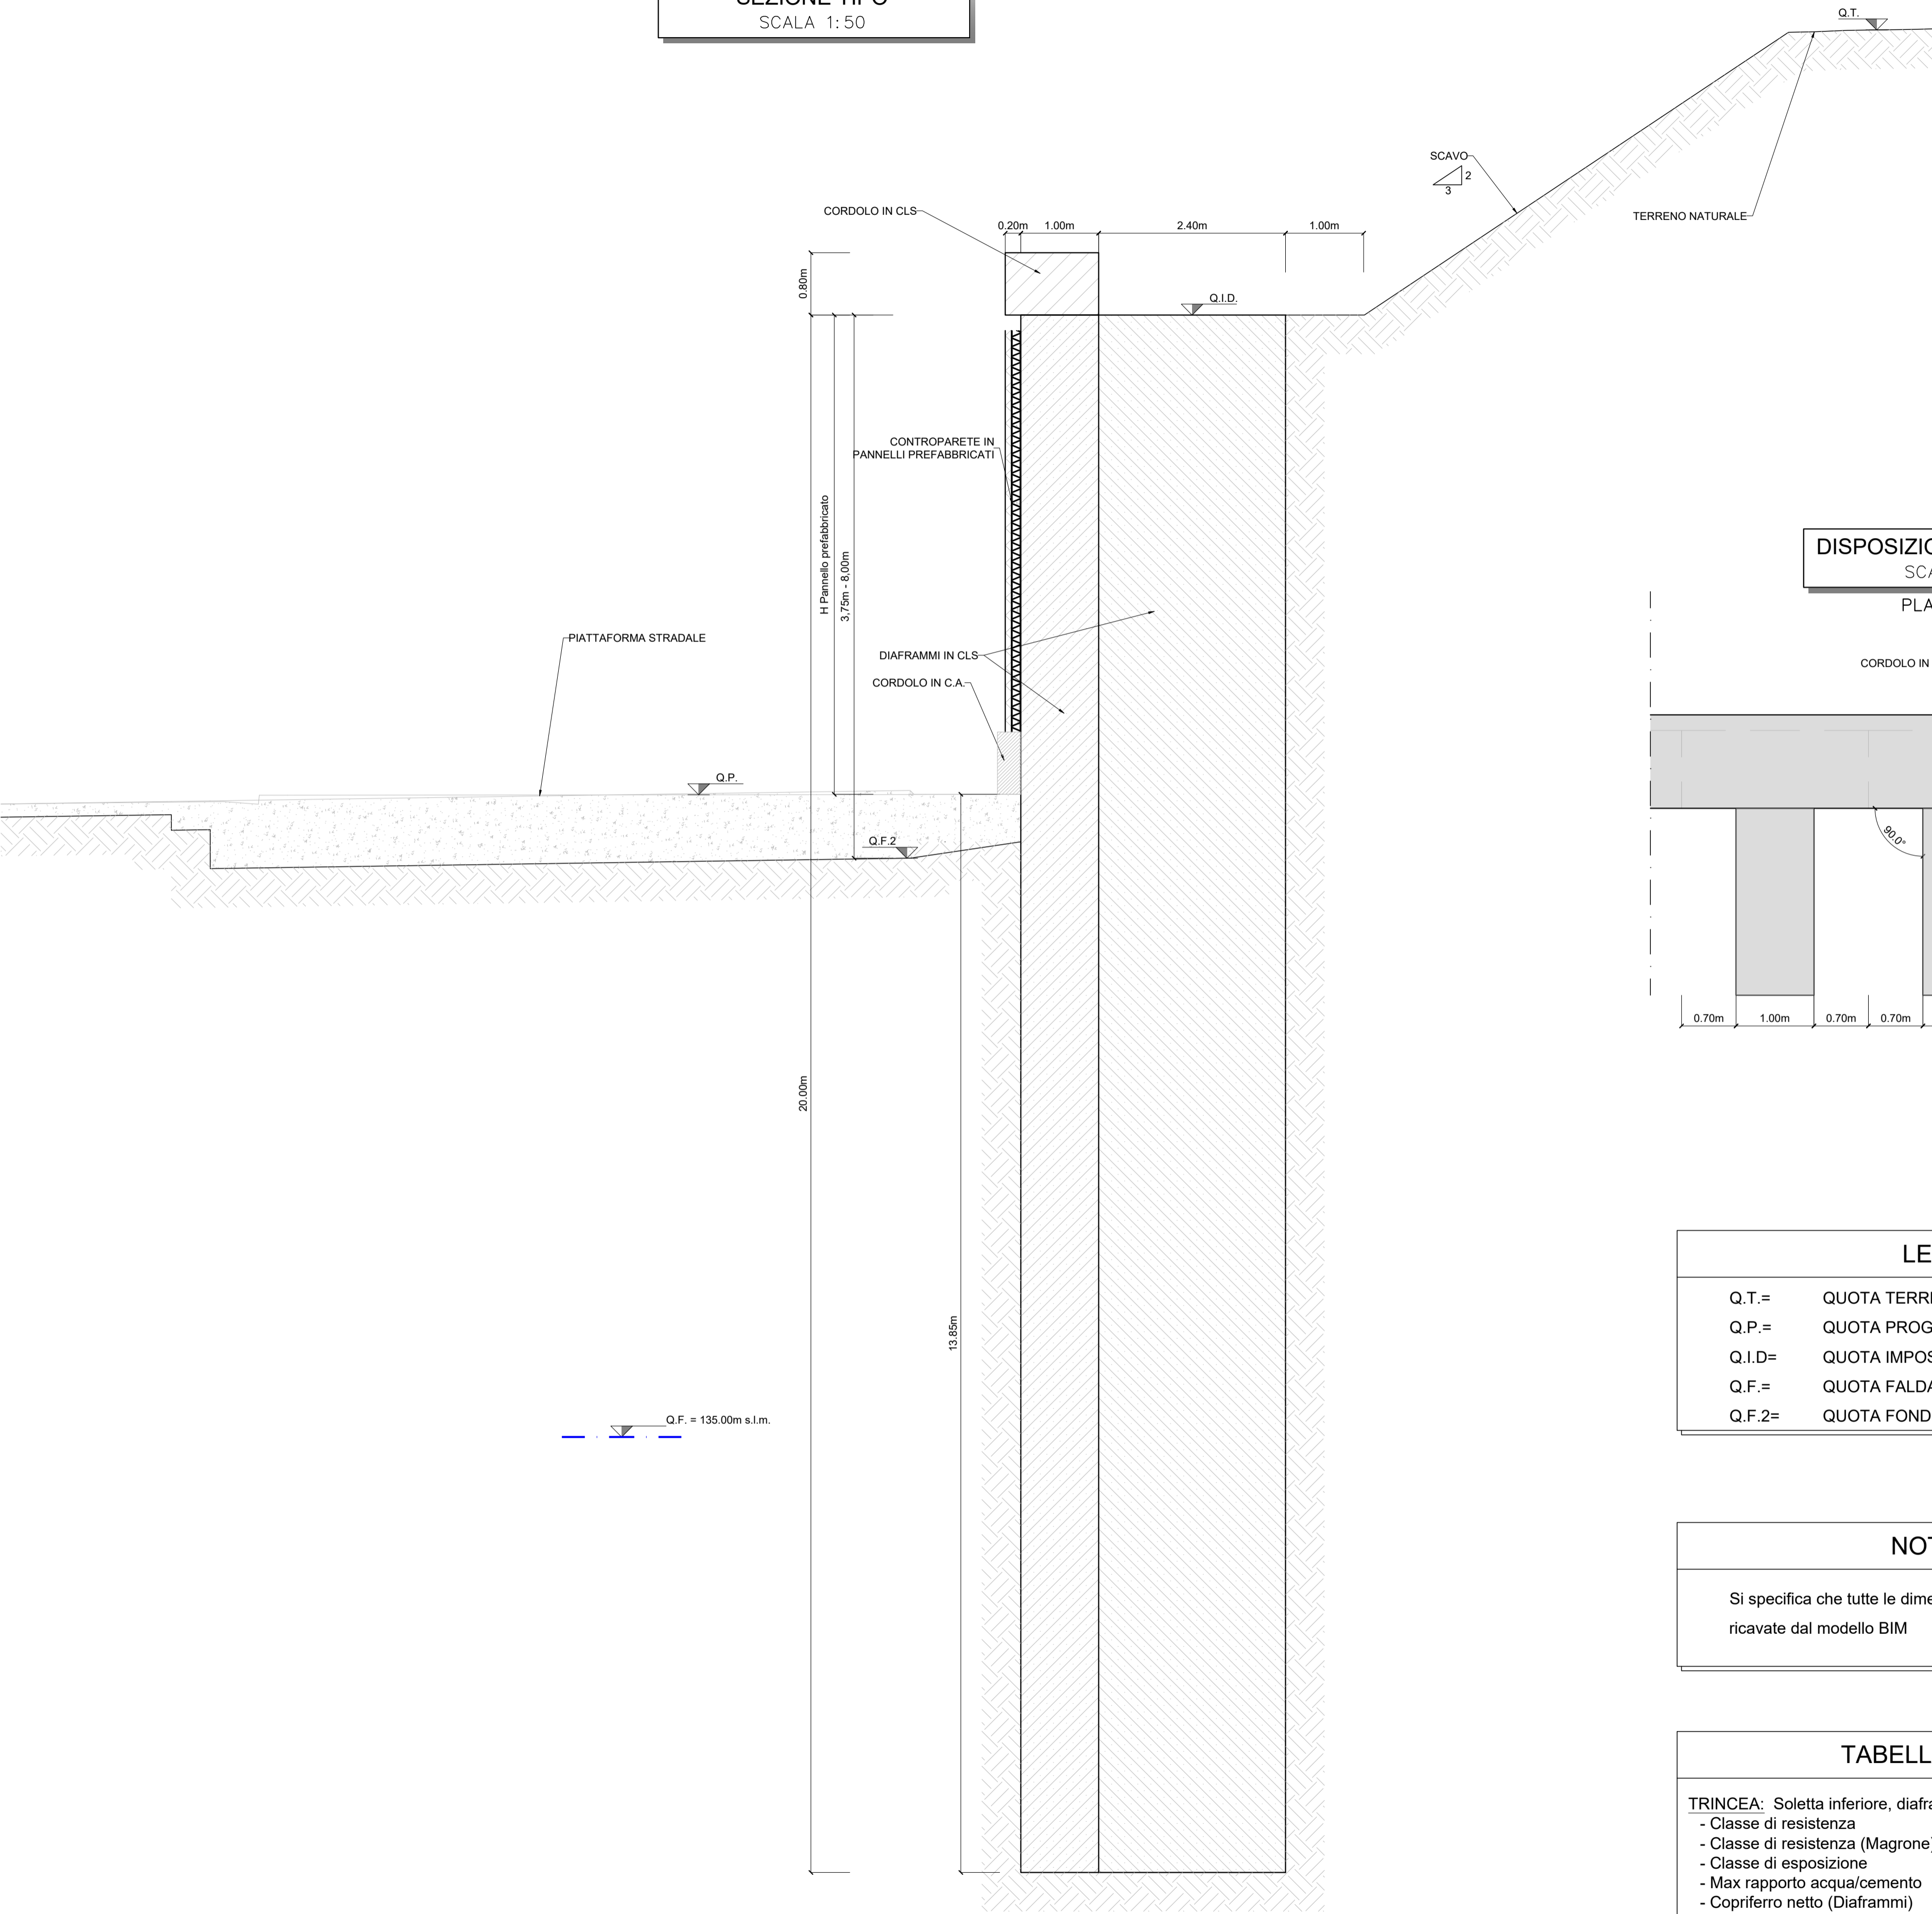 SEZIONE TIPO
SCALA 1:50
Q.T.
SCAVO
2
3
TERRENO NATURALE
CORDOLO IN CLS
0.20m
1.00m
2.40m
1.00m
0.80m
Q.I.D.
CONTROPARETE IN
PANNELLI PREFABBRICATI
H Pannello prefabbricato
3,75m - 8,00m
PIATTAFORMA STRADALE
DIAFRAMMI IN CLS
CORDOLO IN C.A.
Q.P.
Q.F.2
20.00m
13.85m
Q.F. = 135.00m s.l.m.
DISPOSIZIO
SCA
PLA
CORDOLO IN
90.0°
0.70m
1.00m
0.70m
0.70m
LE
Q.T.= QUOTA TERR
Q.P.= QUOTA PROG
Q.I.D= QUOTA IMPOS
Q.F.= QUOTA FALDA
Q.F.2= QUOTA FOND
NOT
Si specifica che tutte le dime
ricavate dal modello BIM
TABELL
TRINCEA: Soletta inferiore, diafra
- Classe di resistenza
- Classe di resistenza (Magrone)
- Classe di esposizione
- Max rapporto acqua/cemento
- Copriferro netto (Diaframmi)